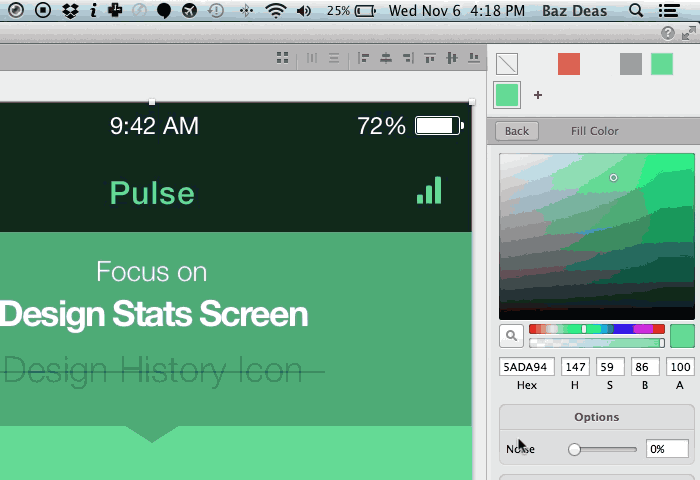 25% Wed Nov 6 4:18 PM Baz Deas
Back Fill Color
9:42 AM 72%
Pulse
Focus on
Design Stats Screen
Design History Icon
5ADA94 147 59 86 100
Hex H S B A
Options
0%